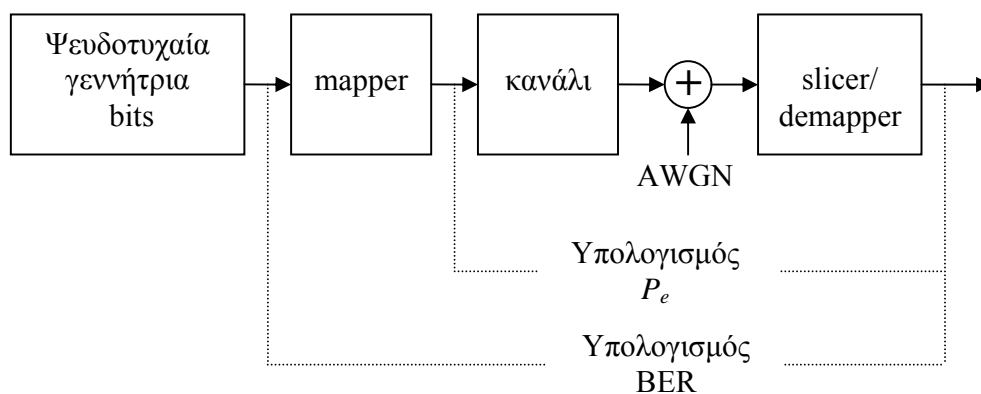 Ψευδοτυχαία
γεννήτρια
bits
mapper
κανάλι
+
slicer/
demapper
AWGN
Υπολογισμός
Pe
Υπολογισμός
BER